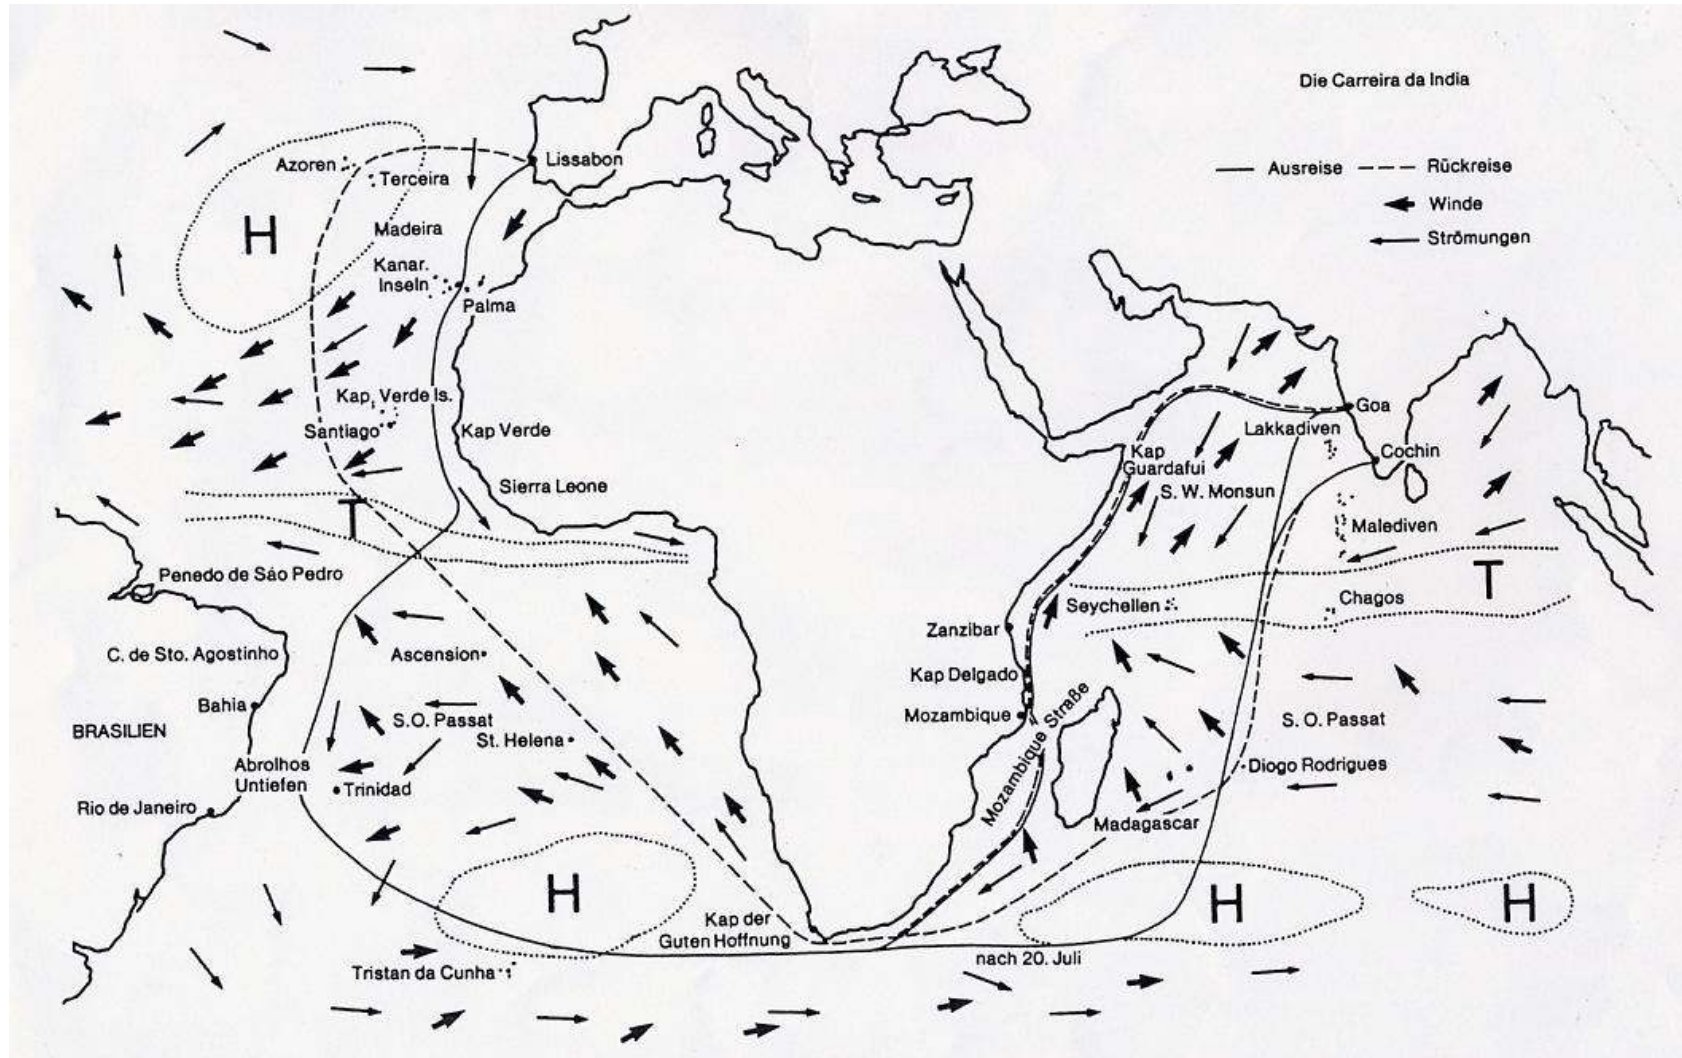 Die Carreira da India
Ausreise
Rückreise
Winde
Strömungen
Azoren
Terceira
Lissabon
H
Madeira
Kanar.
Inseln
Palma
Kap. Verde Is.
Santiago
Kap Verde
Sierra Leone
T
Penedo de São Pedro
C. de Sto. Agostinho
Ascension
Bahia
BRASILIEN
S.O. Passat
St. Helena
Abrolhos
Untiefen
Trinidad
Rio de Janeiro
H
Kap der
Guten Hoffnung
Tristan da Cunha
Goa
Lakkadiven
Cochin
Kap
Guardafui
S. W. Monsun
Malediven
T
Seychellen
Chagos
Zanzibar
Kap Delgado
Mozambique
Mozambique Straße
S. O. Passat
Diogo Rodrigues
Madagascar
H
H
nach 20. Juli